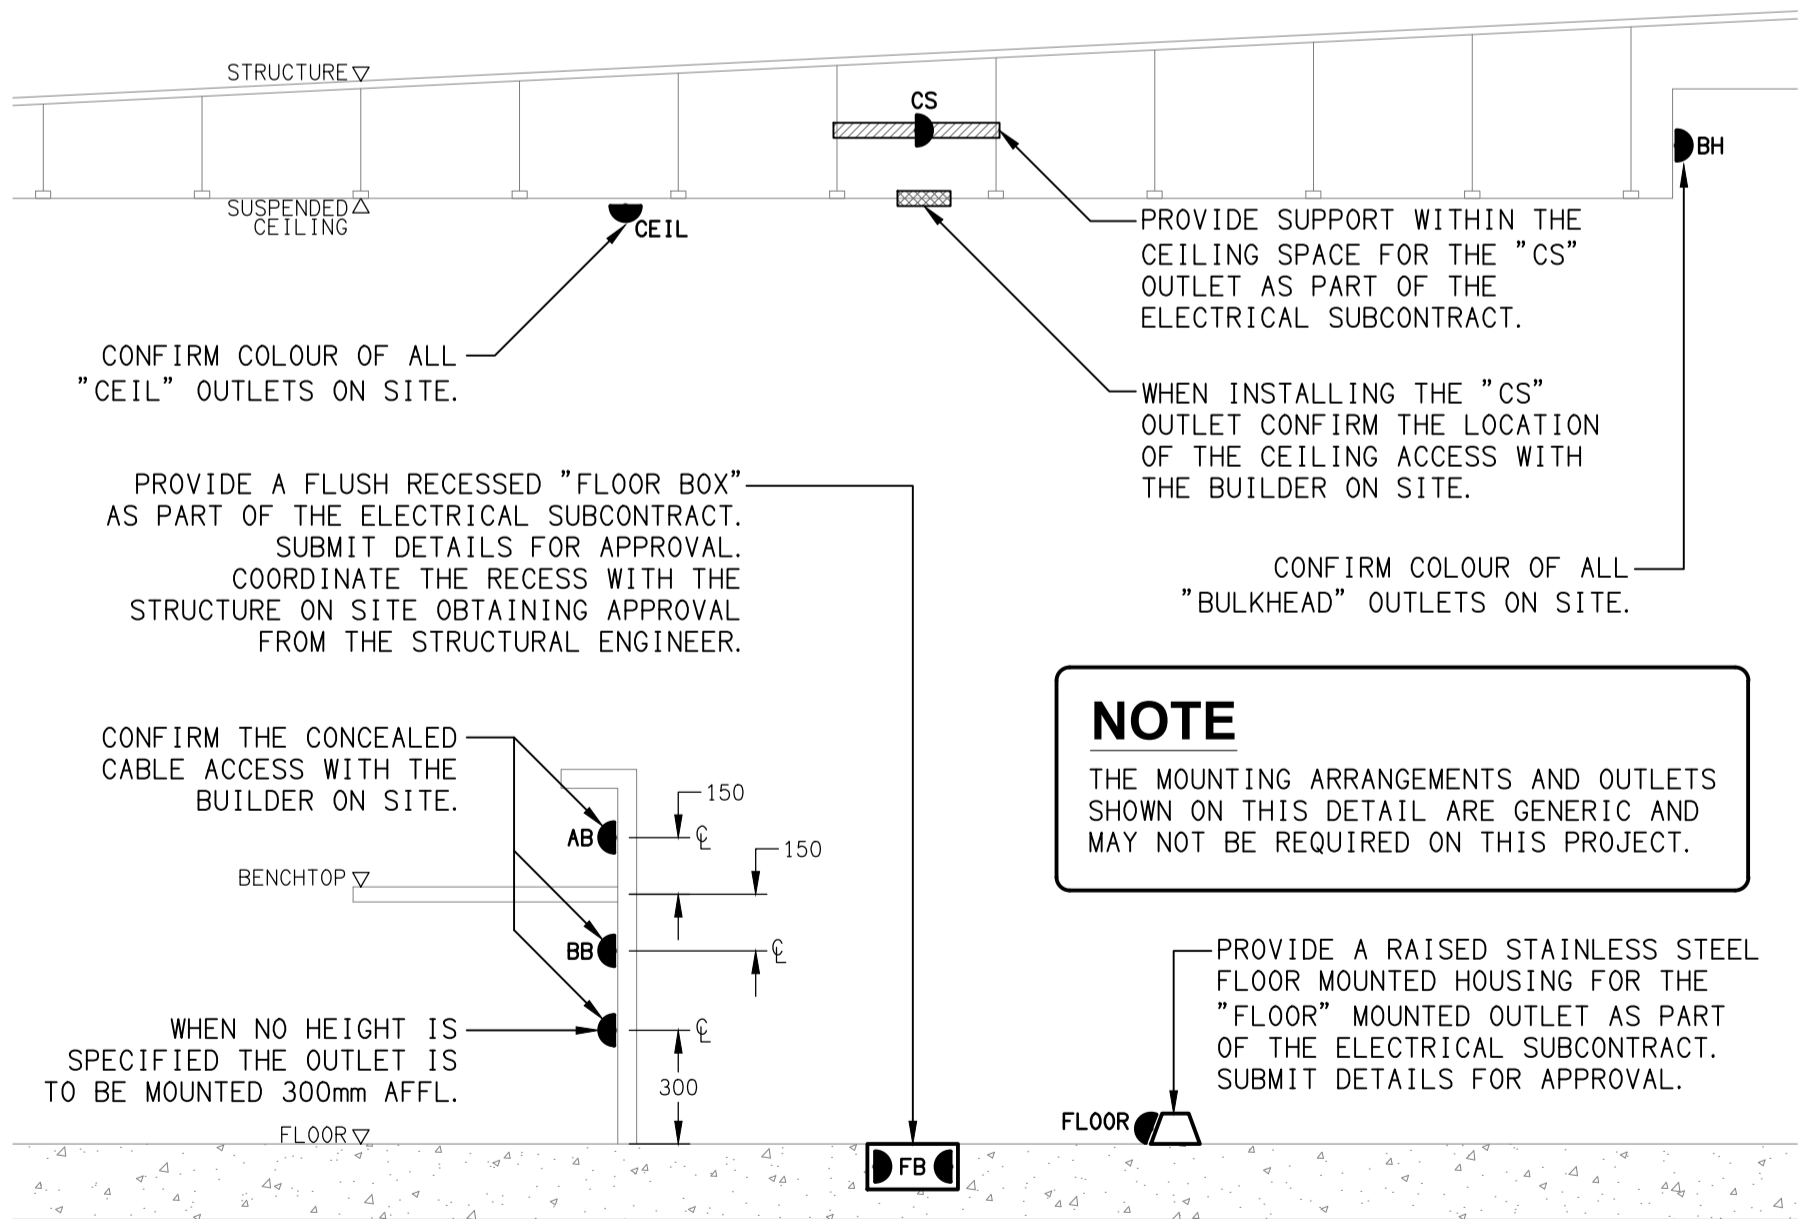 STRUCTURE
CS
BH
SUSPENDED
CEILING
CEIL
PROVIDE SUPPORT WITHIN THE
CEILING SPACE FOR THE "CS"
OUTLET AS PART OF THE
ELECTRICAL SUBCONTRACT.
CONFIRM COLOUR OF ALL
"CEIL" OUTLETS ON SITE.
WHEN INSTALLING THE "CS"
OUTLET CONFIRM THE LOCATION
OF THE CEILING ACCESS WITH
THE BUILDER ON SITE.
PROVIDE A FLUSH RECESSED "FLOOR BOX"
AS PART OF THE ELECTRICAL SUBCONTRACT.
SUBMIT DETAILS FOR APPROVAL.
COORDINATE THE RECESS WITH THE
STRUCTURE ON SITE OBTAINING APPROVAL
FROM THE STRUCTURAL ENGINEER.
CONFIRM COLOUR OF ALL
"BULKHEAD" OUTLETS ON SITE.
NOTE
THE MOUNTING ARRANGEMENTS AND OUTLETS
SHOWN ON THIS DETAIL ARE GENERIC AND
MAY NOT BE REQUIRED ON THIS PROJECT.
CONFIRM THE CONCEALED
CABLE ACCESS WITH THE
BUILDER ON SITE.
150
AB
℄
150
BENCHTOP
BB
℄
WHEN NO HEIGHT IS
SPECIFIED THE OUTLET IS
TO BE MOUNTED 300mm AFFL.
℄
300
PROVIDE A RAISED STAINLESS STEEL
FLOOR MOUNTED HOUSING FOR THE
"FLOOR" MOUNTED OUTLET AS PART
OF THE ELECTRICAL SUBCONTRACT.
SUBMIT DETAILS FOR APPROVAL.
FLOOR
FLOOR
FB